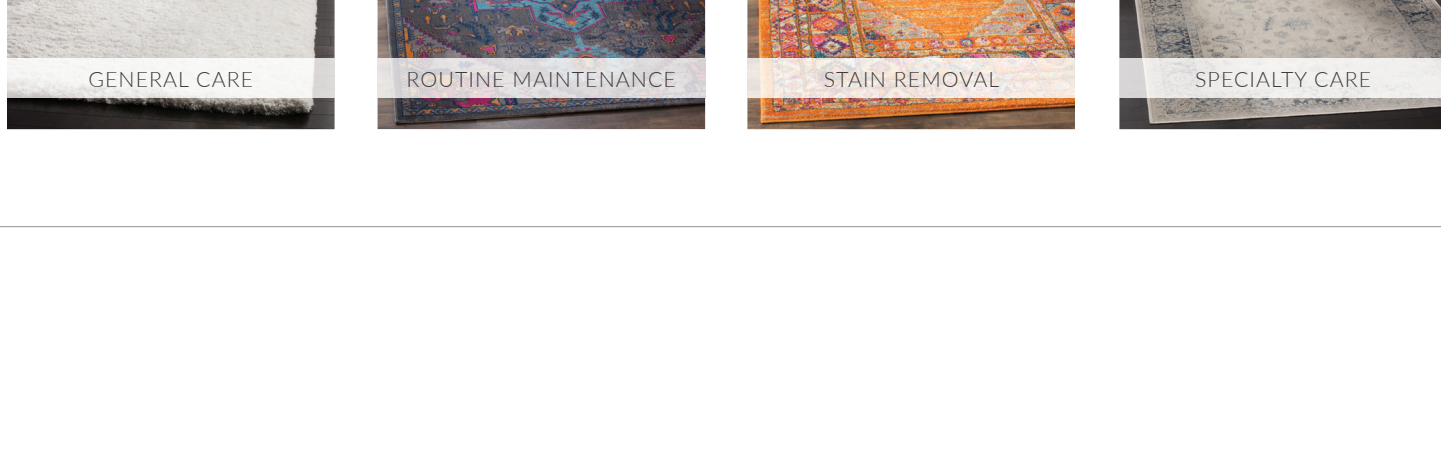 GENERAL CARE
ROUTINE MAINTENANCE
STAIN REMOVAL
SPECIALTY CARE